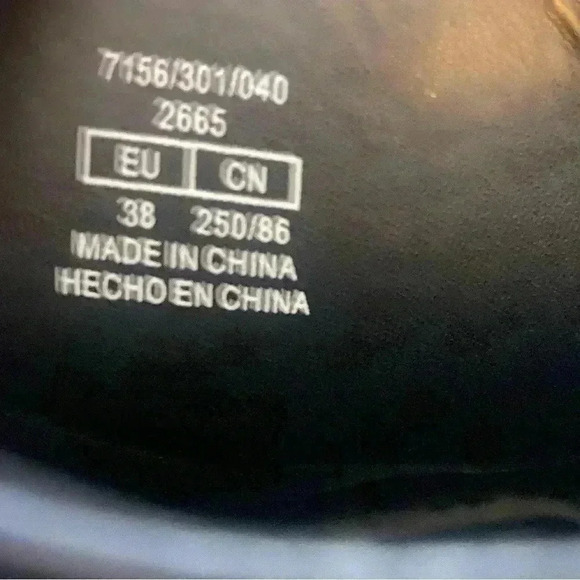 7156/301/040
2665
EU CN
38 250/86
MADE IN CHINA
HECHO EN CHINA